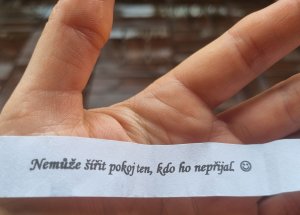 Nemůže šířit pokoj ten, kdo ho nepřijal. ☺